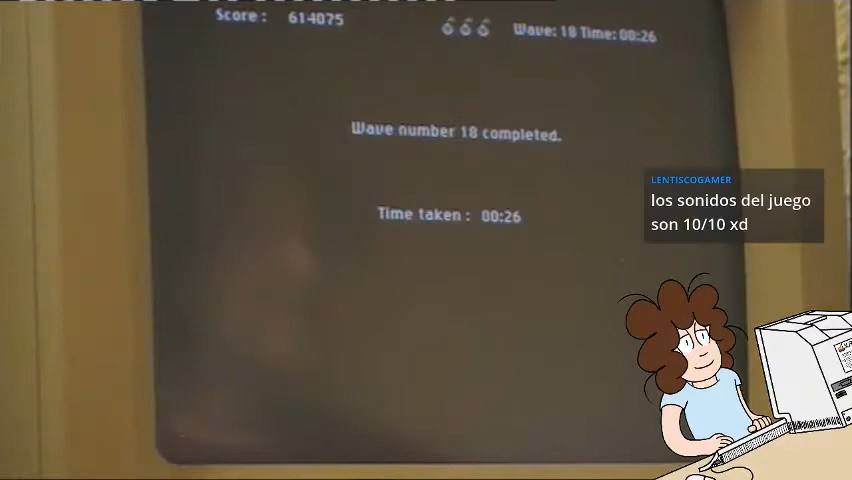 Score : 614075 Wave: 18 Time: 00:26
Wave number 18 completed.
Time taken : 00:26
LENTISCOGAMER
los sonidos del juego
son 10/10 xd